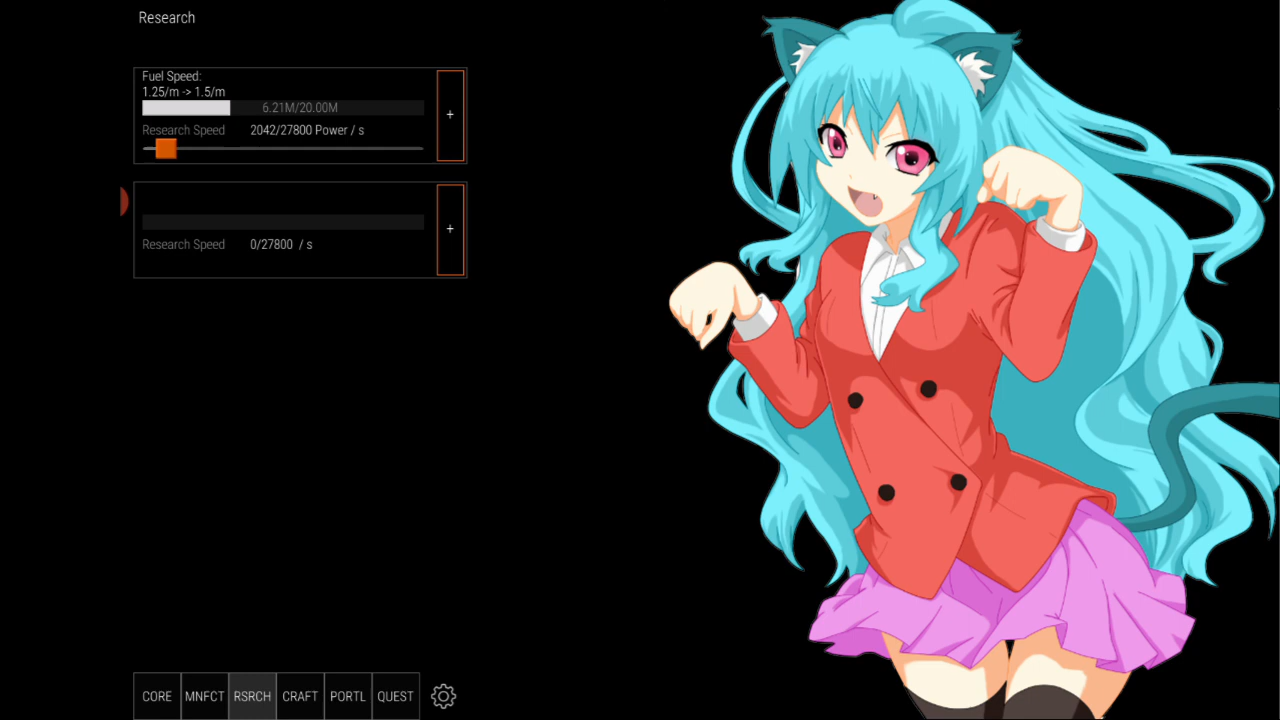 Research
Fuel Speed:
1.25/m -> 1.5/m
6.21M/20.00M
Research Speed 2042/27800 Power / s
+
Research Speed 0/27800 / s
+
CORE MNFCT RSRCH CRAFT PORTL QUEST